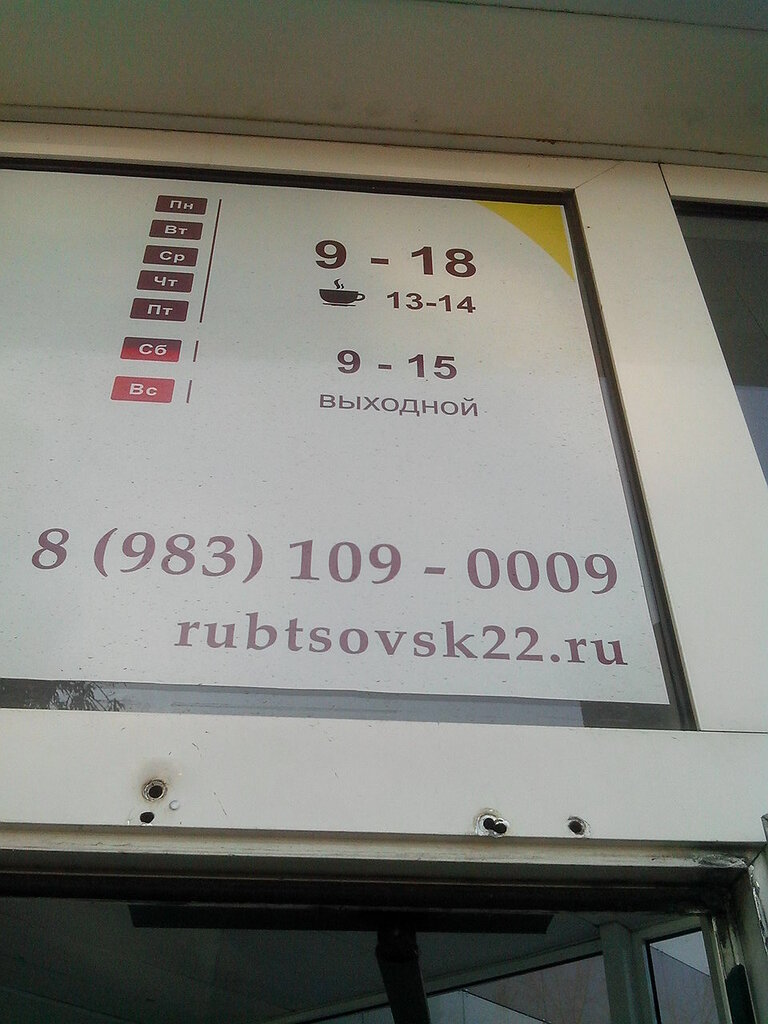 Пн
Вт
Ср
Чт
Пт
9 - 18
13-14
Сб
9 - 15
Вс
ВЫХОДНОЙ
8 (983) 109 - 0009
rubtsovsk22.ru